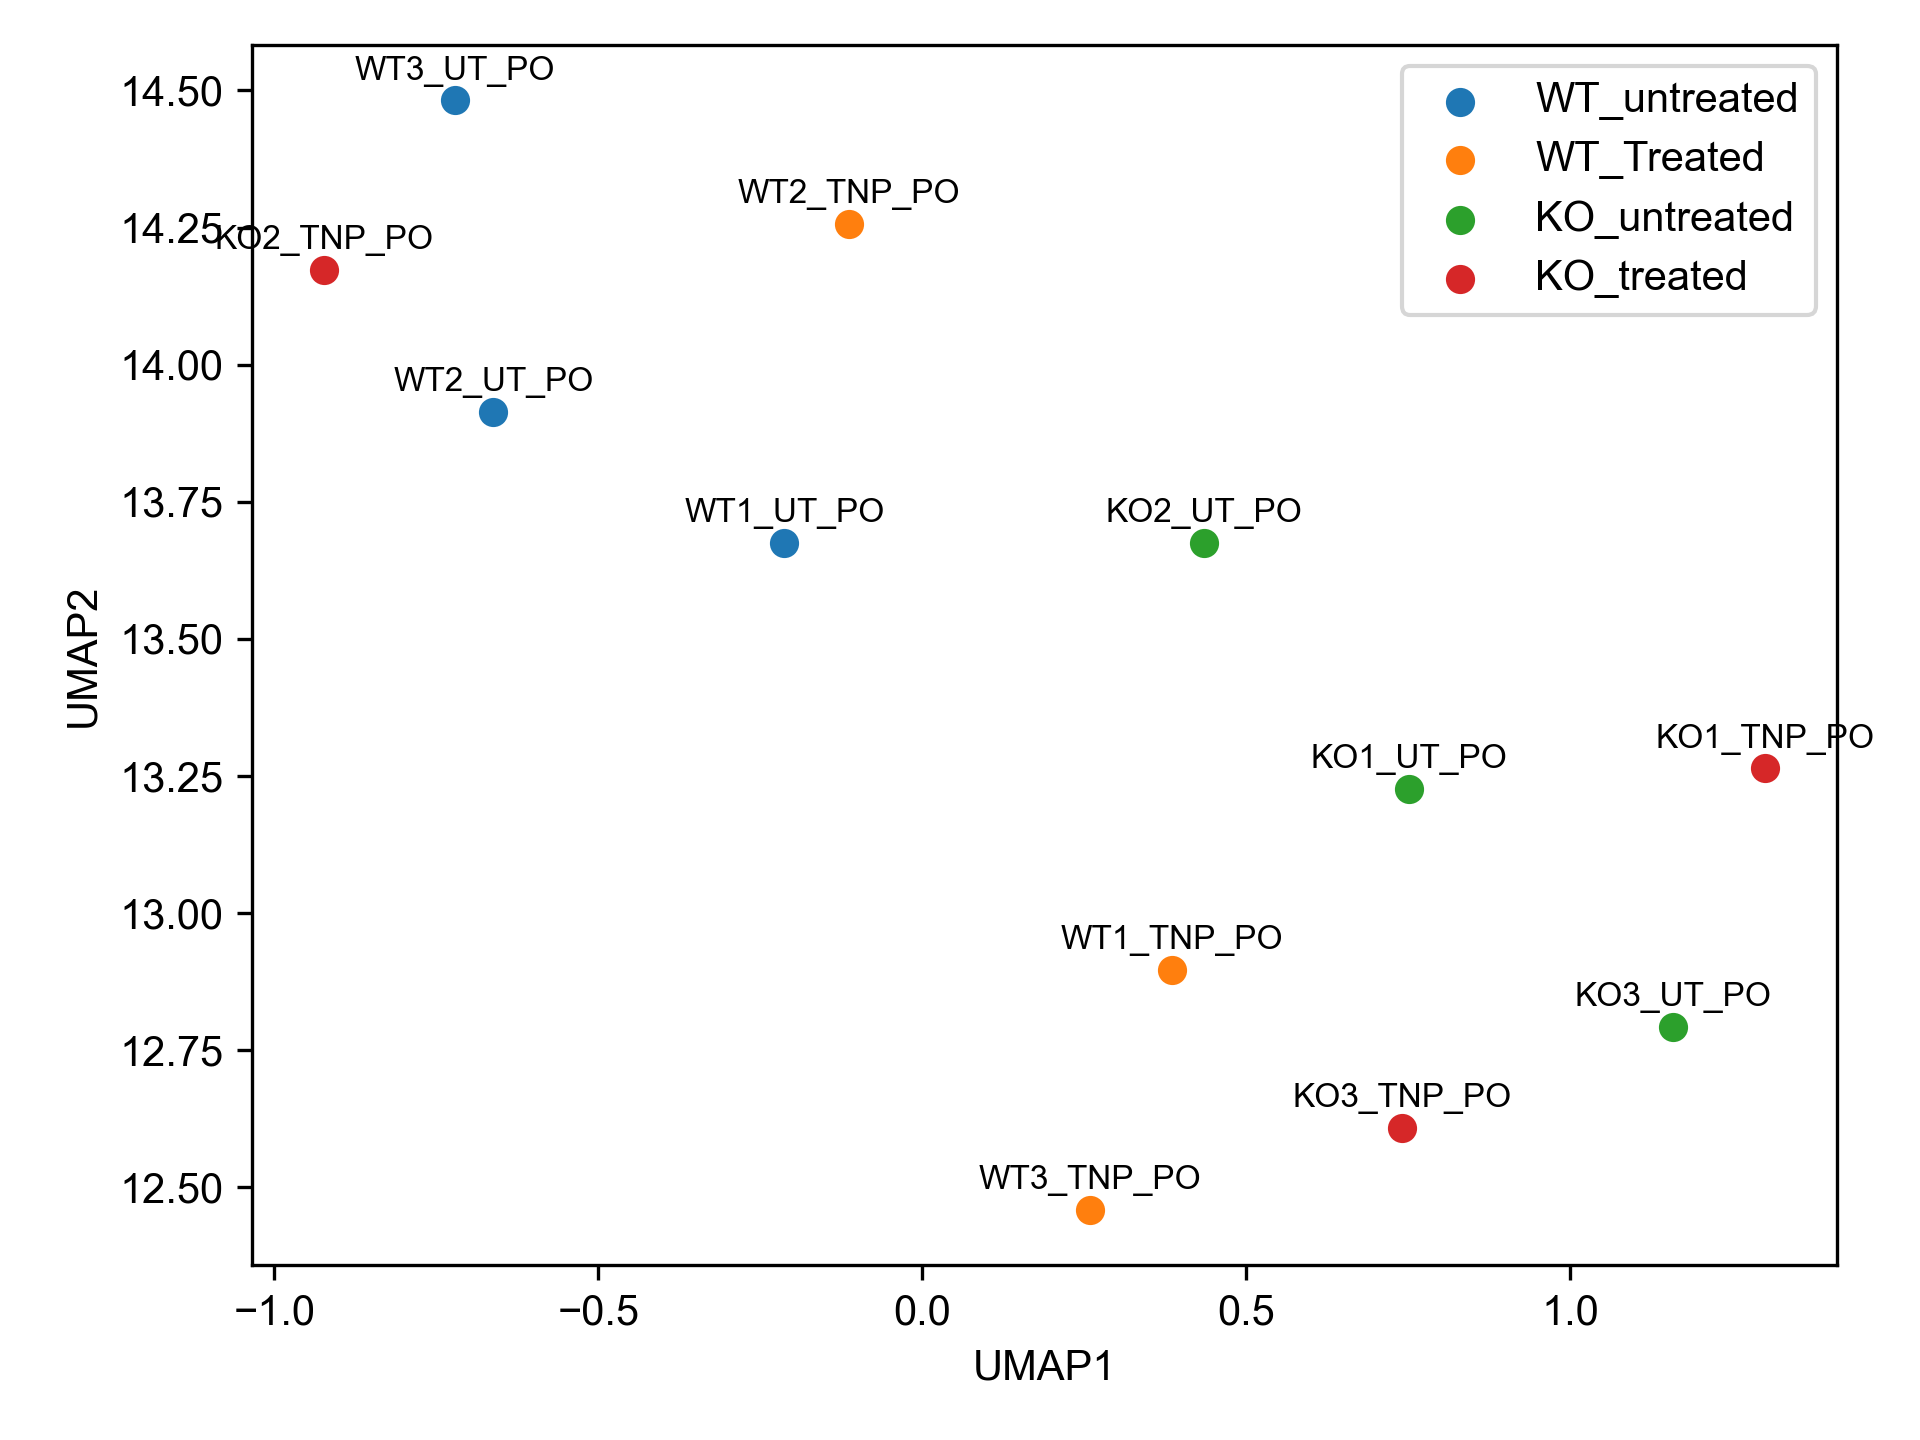 WT3_UT_PO
WT_untreated
WT_Treated
KO_untreated
KO_treated
WT2_TNP_PO
KO2_TNP_PO
WT2_UT_PO
WT1_UT_PO
KO2_UT_PO
KO1_TNP_PO
KO1_UT_PO
WT1_TNP_PO
KO3_UT_PO
KO3_TNP_PO
WT3_TNP_PO
14.50
14.25
14.00
13.75
13.50
13.25
13.00
12.75
12.50
UMAP2
−1.0
−0.5
0.0
0.5
1.0
UMAP1